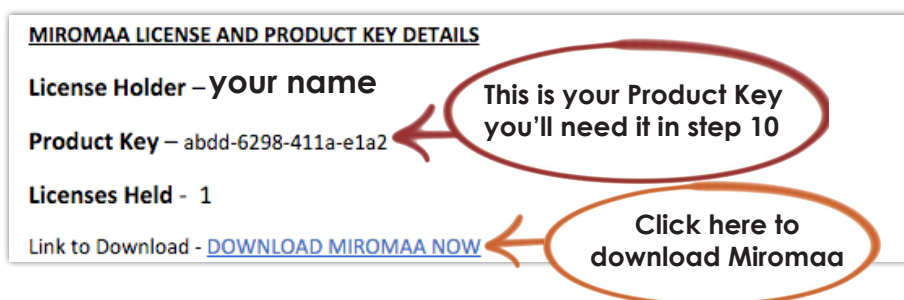 MIROMAA LICENSE AND PRODUCT KEY DETAILS
License Holder – your name
This is your Product Key
you'll need it in step 10
Product Key – abdd-6298-411a-e1a2
Licenses Held - 1
Link to Download - DOWNLOAD MIROMAA NOW
Click here to
download Miromaa